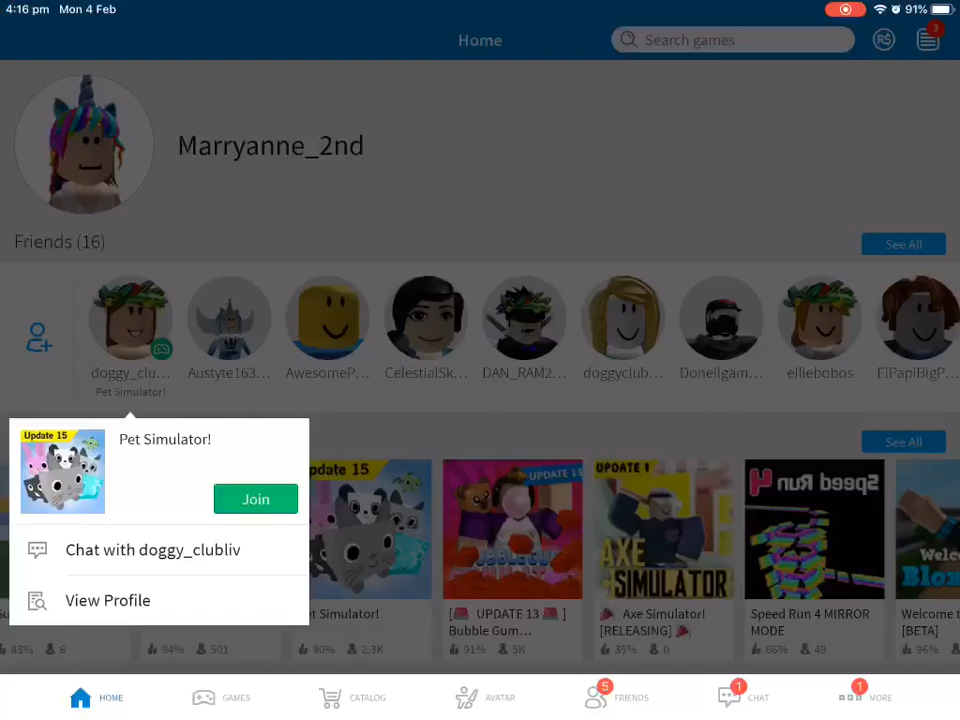 4:16 pm Mon 4 Feb
91%
Home
Search games
R$
3
Marryanne_2nd
Friends (16)
See All
doggy_clu...
Austyte163...
AwesomeP...
CelestialSk...
DAN_RAM2...
doggyclub...
Donellgam...
elliebobos
ElPapiBigP...
Pet Simulator!
See All
Update 15
Pet Simulator!
Join
Chat with doggy_clubliv
View Profile
Update 15
UPDATE 13
UPDATE 1
AXE
SIMULATOR
Speed Run 4
Welc
Blox
Pet Simulator!
[🚨 UPDATE 13 🚨 ]
Bubble Gum...
🎉 Axe Simulator!
[RELEASING] 🎉
Speed Run 4 MIRROR
MODE
Welcome t
[BETA]
83% 6
94% 501
90% 2.3K
91% 5K
35% 0
66% 49
96%
HOME
GAMES
CATALOG
AVATAR
5
FRIENDS
1
CHAT
1
MORE